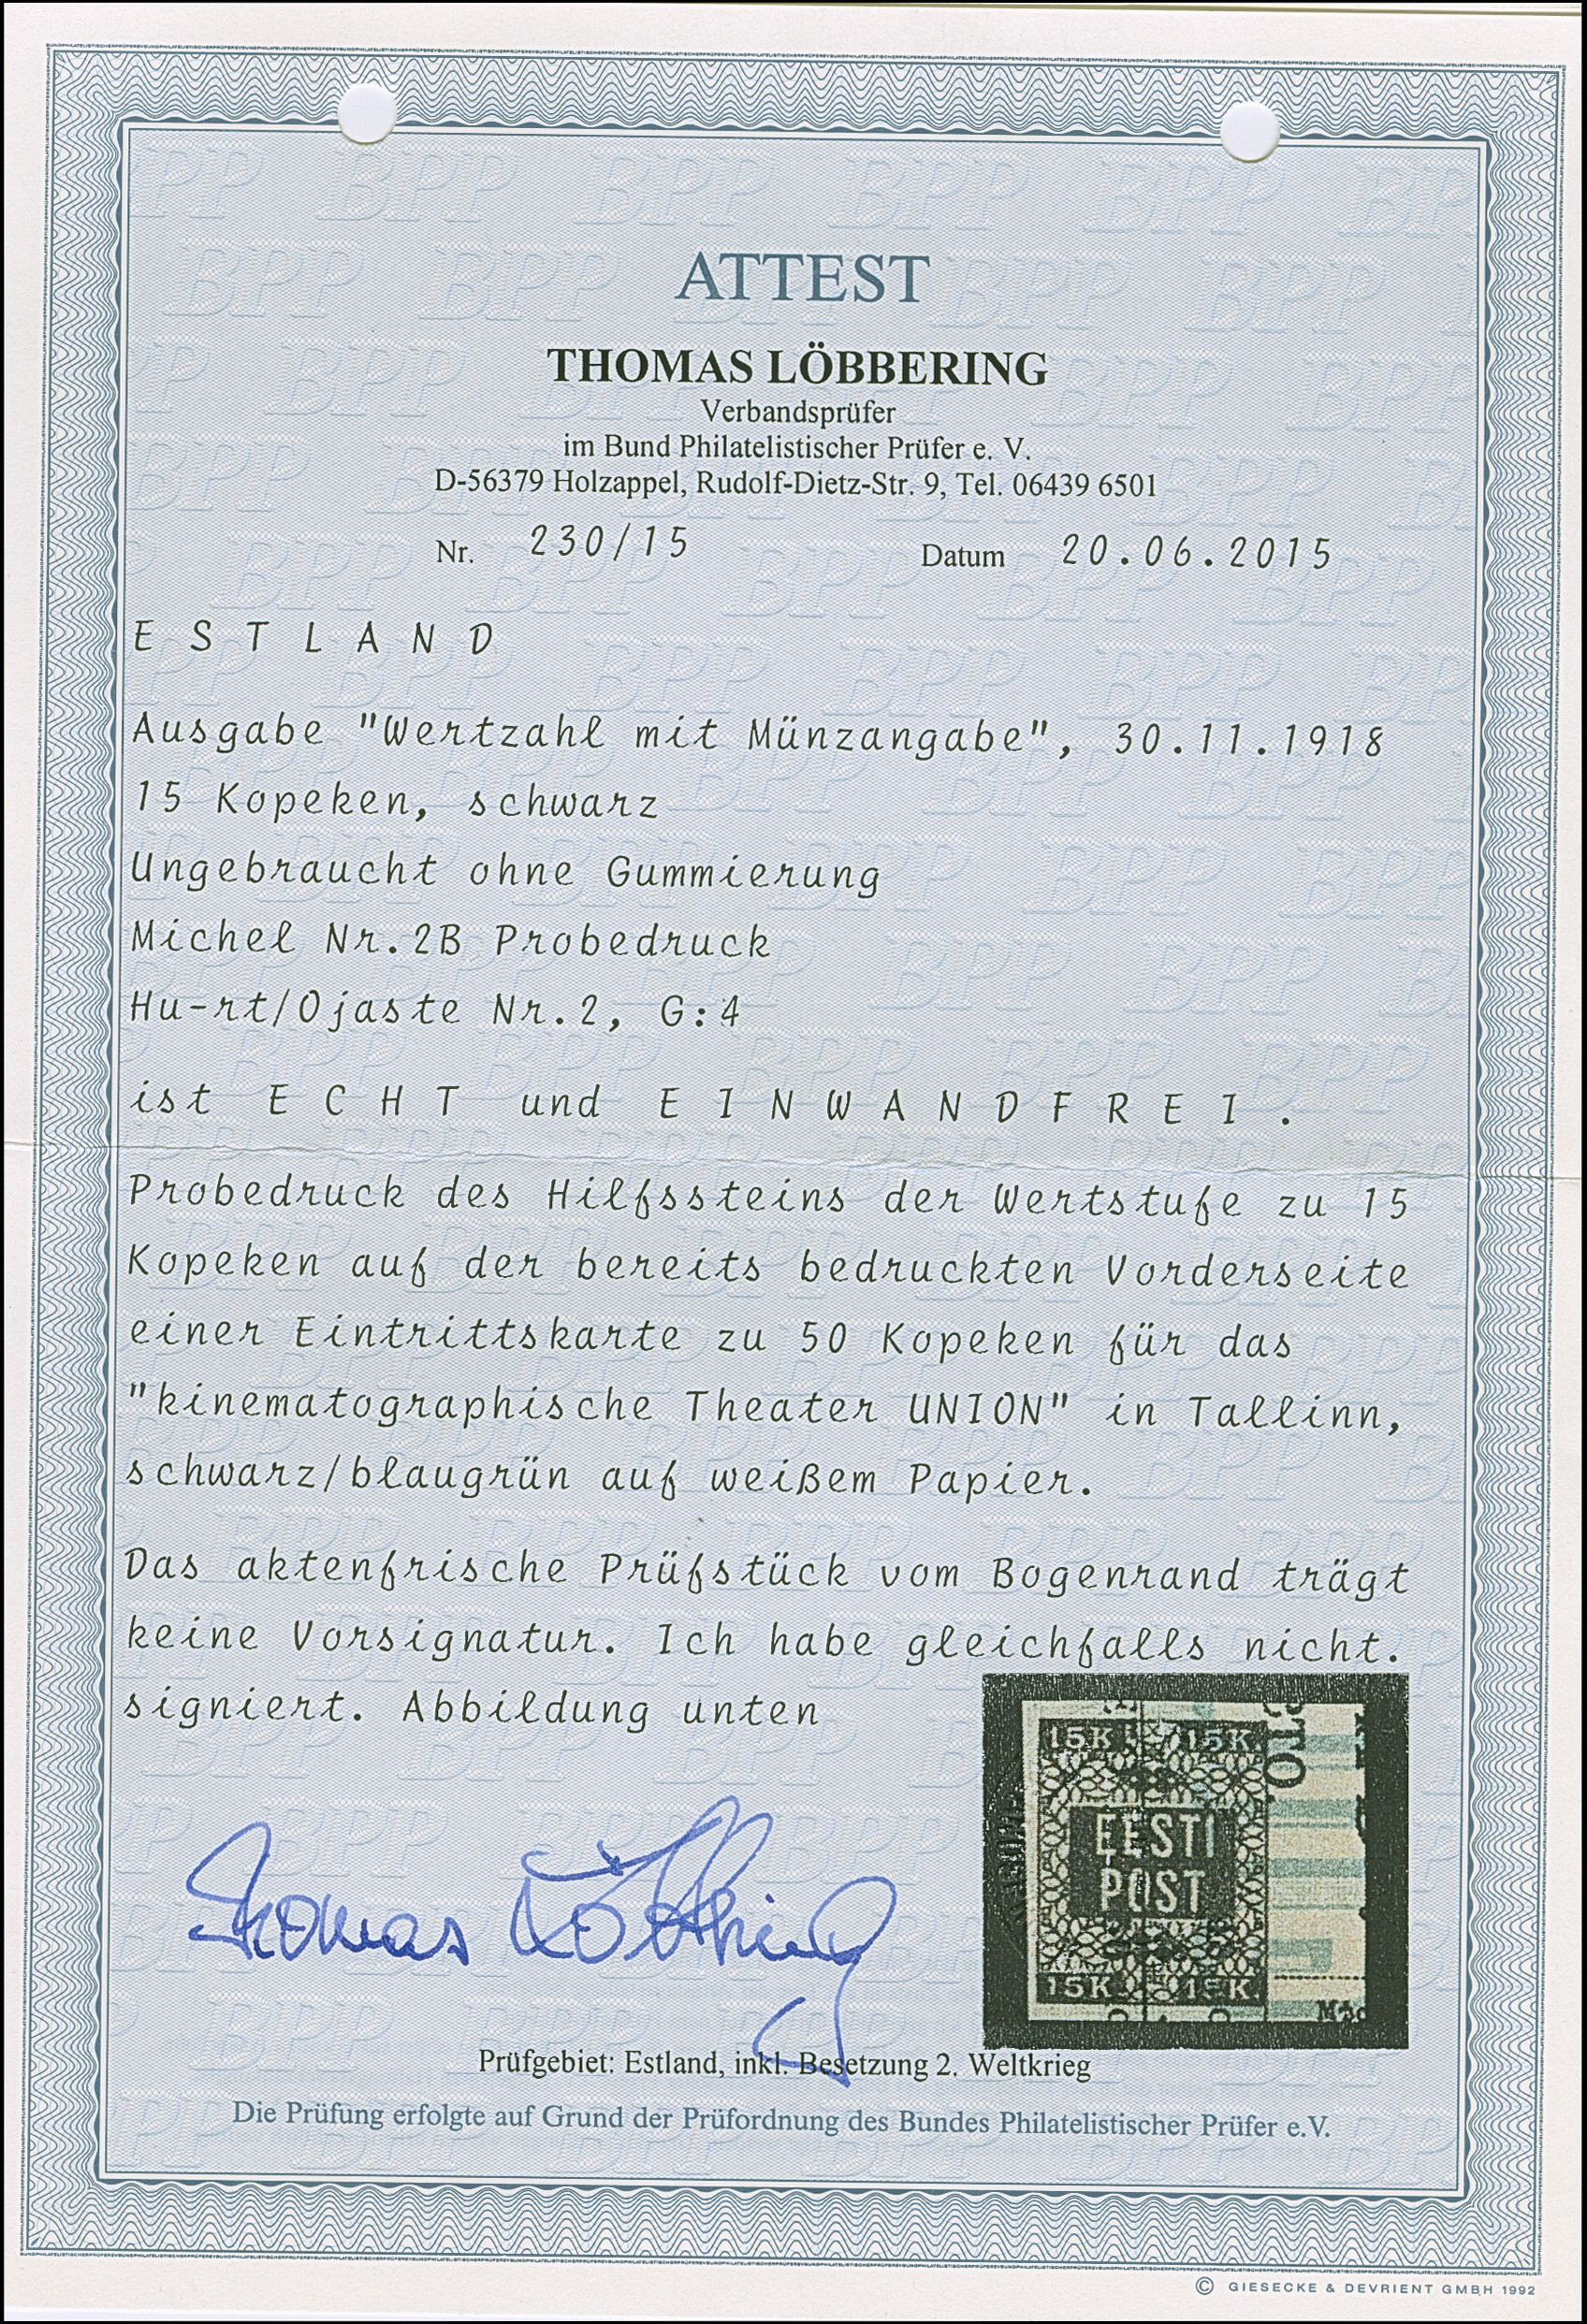 ATTEST
THOMAS LÖBBERING
Verbandsprüfer
im Bund Philatelistischer Prüfer e. V.
D-56379 Holzappel, Rudolf-Dietz-Str. 9, Tel. 06439 6501
Nr. 230/15 Datum 20.06.2015
E S T L A N D
Ausgabe "Wertzahl mit Münzangabe", 30.11.1918
15 Kopeken, schwarz
Ungebraucht ohne Gummierung
Michel Nr.2B Probedruck
Hu-rt/Ojaste Nr.2, G:4
ist E C H T und E I N W A N D F R E I .
Probedruck des Hilfssteins der Wertstufe zu 15
Kopeken auf der bereits bedruckten Vorderseite
einer Eintrittskarte zu 50 Kopeken für das
"kinematographische Theater UNION" in Tallinn,
schwarz/blaugrün auf weißem Papier.
Das aktenfrische Prüfstück vom Bogenrand trägt
keine Vorsignatur. Ich habe gleichfalls nicht.
signiert. Abbildung unten
15K 15K
EESTI
POST
15K 15K
Thomas Löbbering
Prüfgebiet: Estland, inkl. Besetzung 2. Weltkrieg
Die Prüfung erfolgte auf Grund der Prüfordnung des Bundes Philatelistischer Prüfer e.V.
© GIESECKE & DEVRIENT GMBH 1992